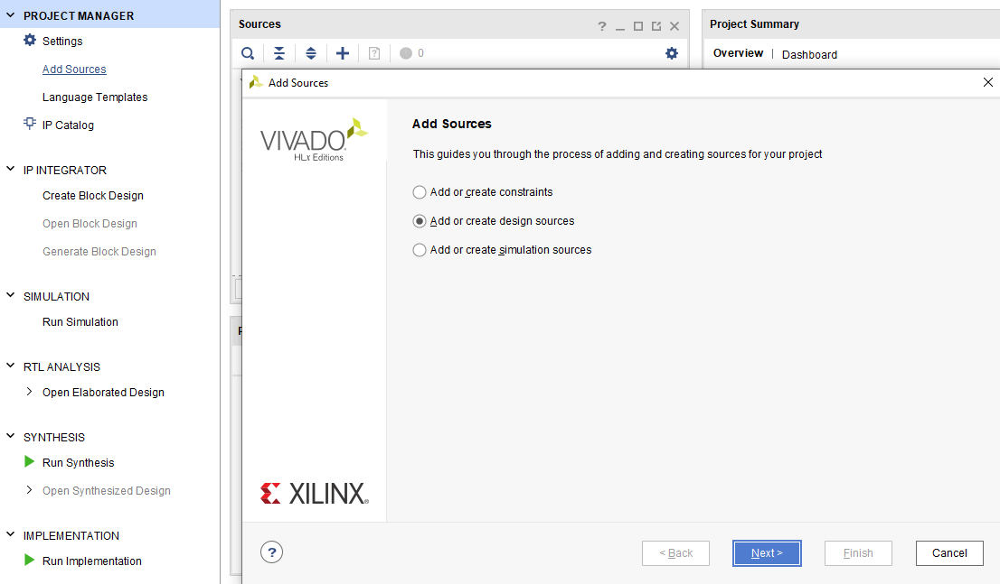 PROJECT MANAGER
Settings
Add Sources
Language Templates
IP Catalog
IP INTEGRATOR
Create Block Design
Open Block Design
Generate Block Design
SIMULATION
Run Simulation
RTL ANALYSIS
Open Elaborated Design
SYNTHESIS
Run Synthesis
Open Synthesized Design
IMPLEMENTATION
Run Implementation
Sources
? 
? 0
Project Summary
Overview | Dashboard
Add Sources
VIVADO
HLx Editions
XILINX
Add Sources
This guides you through the process of adding and creating sources for your project
Add or create constraints
Add or create design sources
Add or create simulation sources
?
< Back
Next >
Finish
Cancel